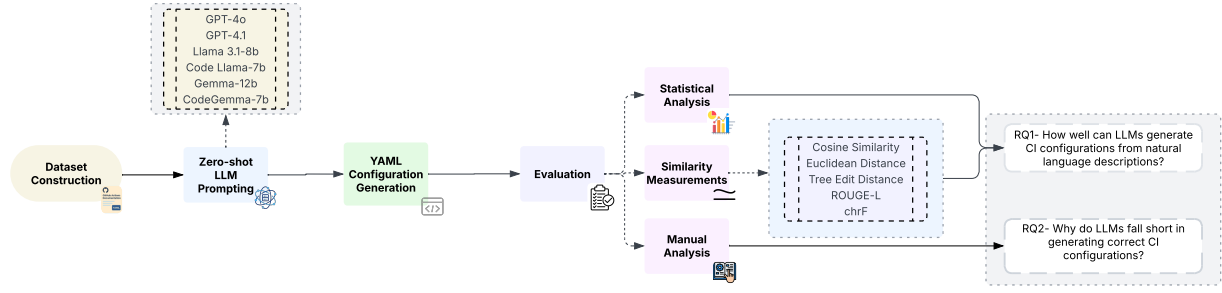 GPT-4o
GPT-4.1
Llama 3.1-8b
Code Llama-7b
Gemma-12b
CodeGemma-7b
Dataset
Construction
Zero-shot
LLM
Prompting
YAML
Configuration
Generation
Evaluation
Statistical
Analysis
Similarity
Measurements
Manual
Analysis
Cosine Similarity
Euclidean Distance
Tree Edit Distance
ROUGE-L
chrF
RQ1- How well can LLMs generate
CI configurations from natural
language descriptions?
RQ2- Why do LLMs fall short in
generating correct CI
configurations?